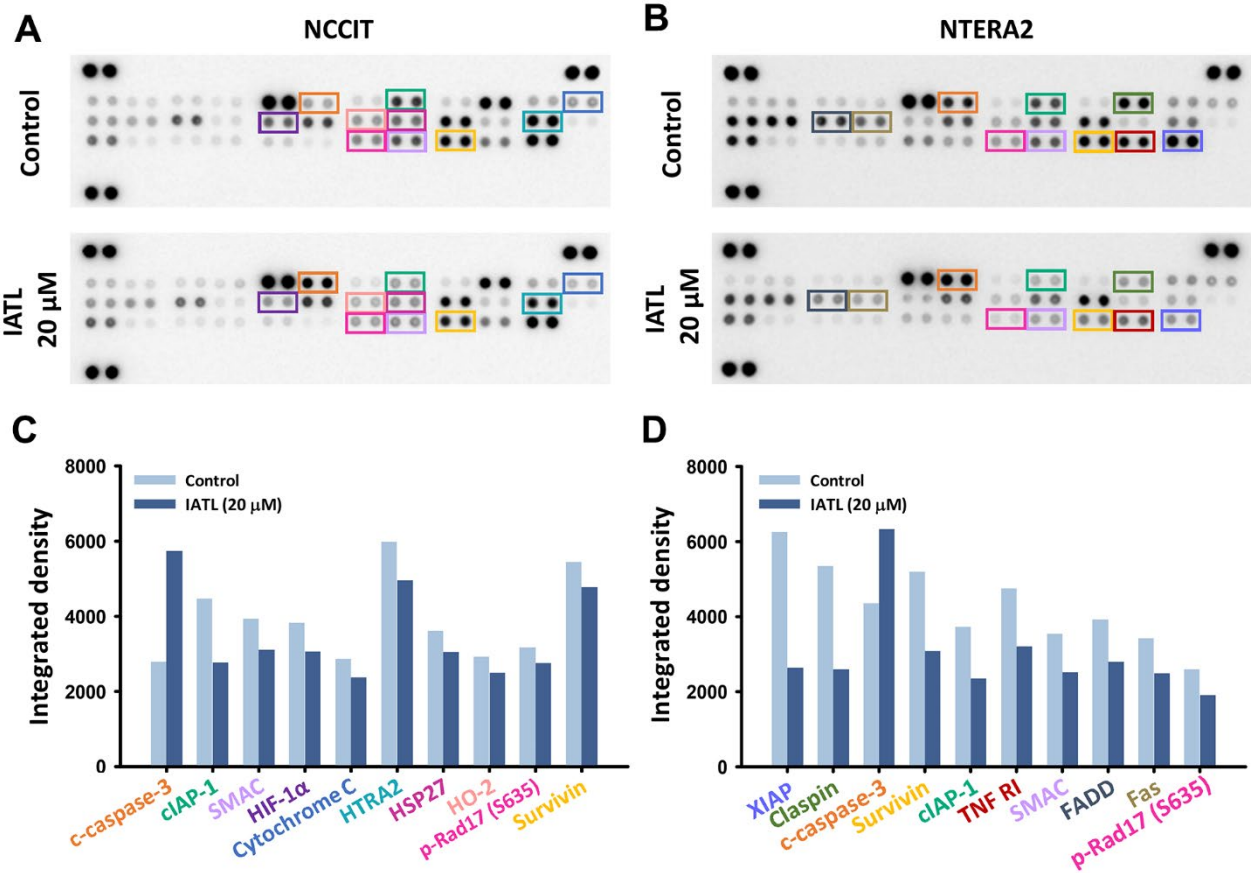 A
NCCIT
B
NTERA2
Control
Control
IATL
20 μM
IATL
20 μM
C
D
8000
6000
4000
2000
0
Integrated density
Control
IATL (20 μM)
c-caspase-3
cIAP-1
SMAC
HIF-1α
Cytochrome C
HTRA2
HSP27
HO-2
p-Rad17 (S635)
Survivin
8000
6000
4000
2000
0
Integrated density
Control
IATL (20 μM)
XIAP
Claspin
c-caspase-3
Survivin
cIAP-1
TNF RI
SMAC
FADD
Fas
p-Rad17 (S635)